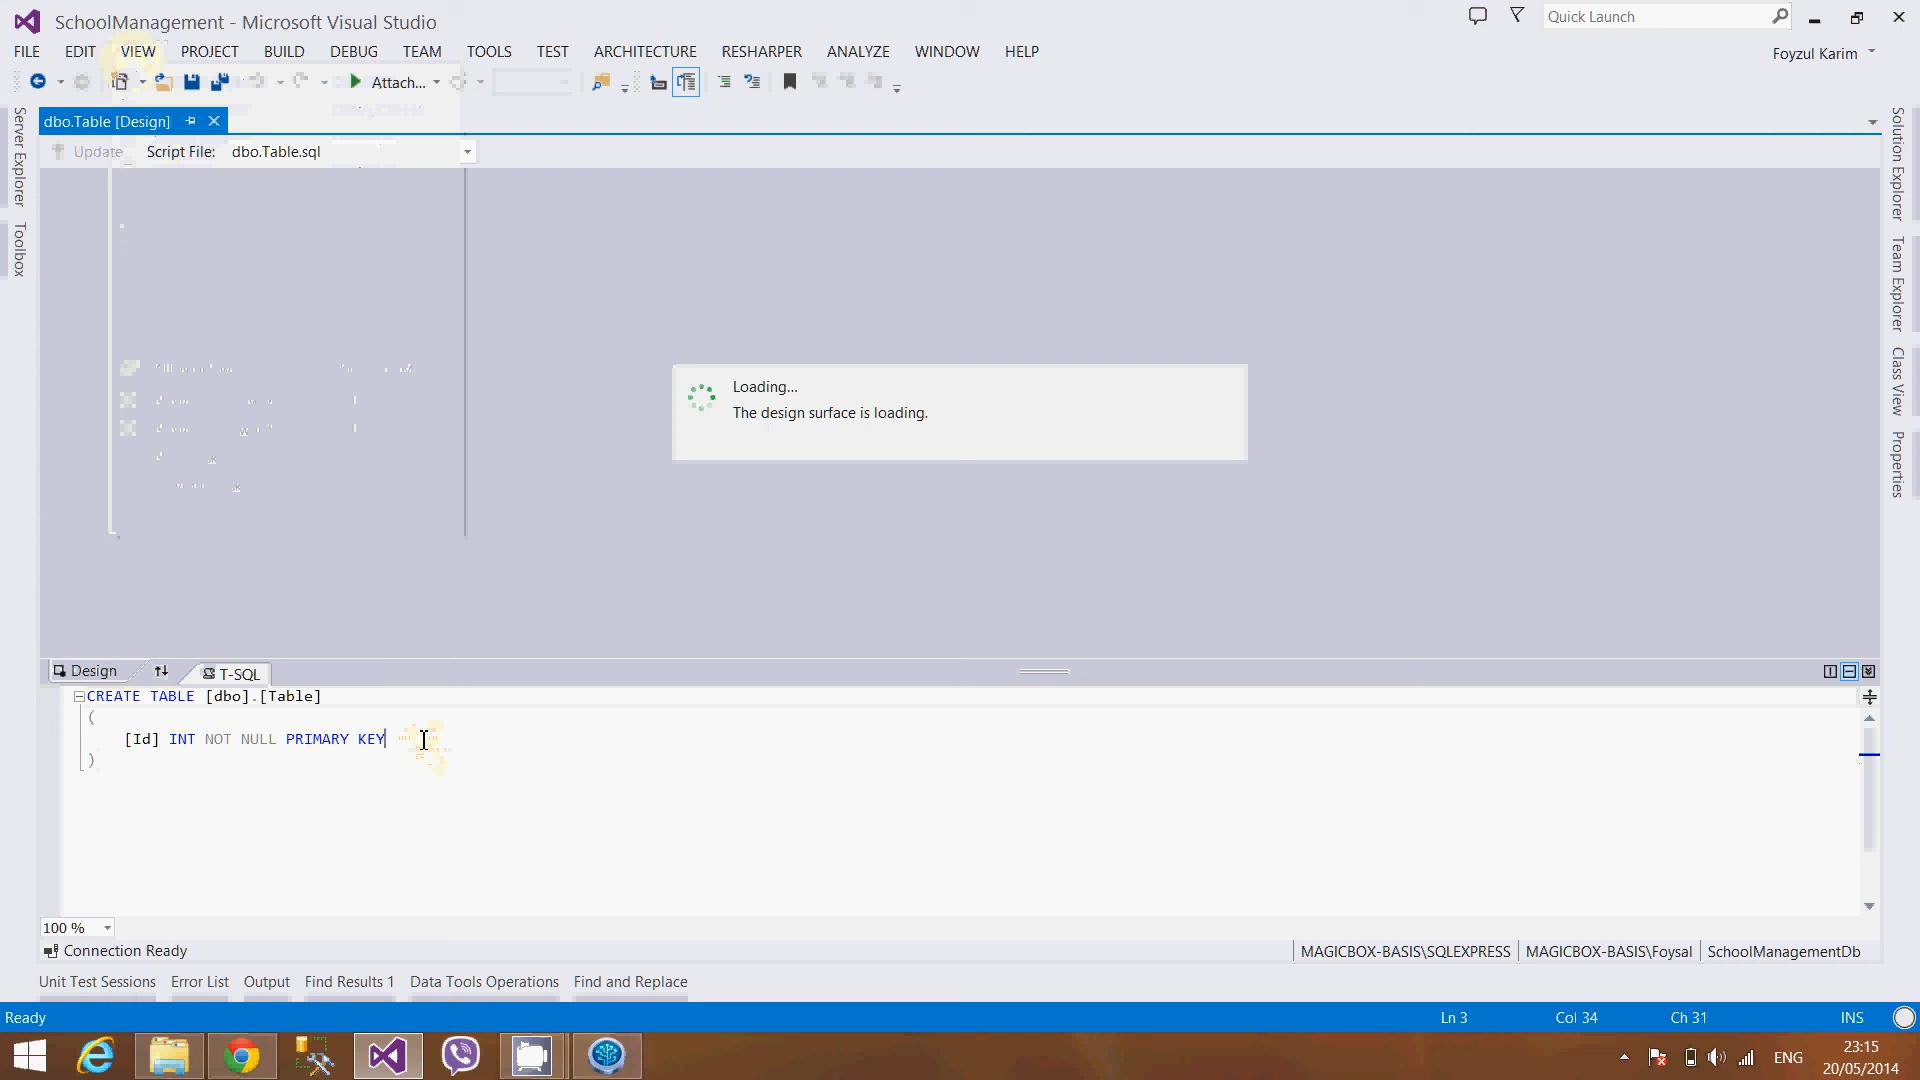 SchoolManagement - Microsoft Visual Studio
Quick Launch
FILE EDIT VIEW PROJECT BUILD DEBUG TEAM TOOLS TEST ARCHITECTURE RESHARPER ANALYZE WINDOW HELP
Foyzul Karim
Attach...
dbo.Table [Design]
Update Script File: dbo.Table.sql
Server Explorer
Toolbox
Solution Explorer
Team Explorer
Class View
Properties
Loading...
The design surface is loading.
Design T-SQL
CREATE TABLE [dbo].[Table]
(
[Id] INT NOT NULL PRIMARY KEY
)
100 %
Connection Ready
MAGICBOX-BASIS\SQLEXPRESS MAGICBOX-BASIS\Foysal SchoolManagementDb
Unit Test Sessions Error List Output Find Results 1 Data Tools Operations Find and Replace
Ready
Ln 3 Col 34 Ch 31 INS
ENG
23:15
20/05/2014